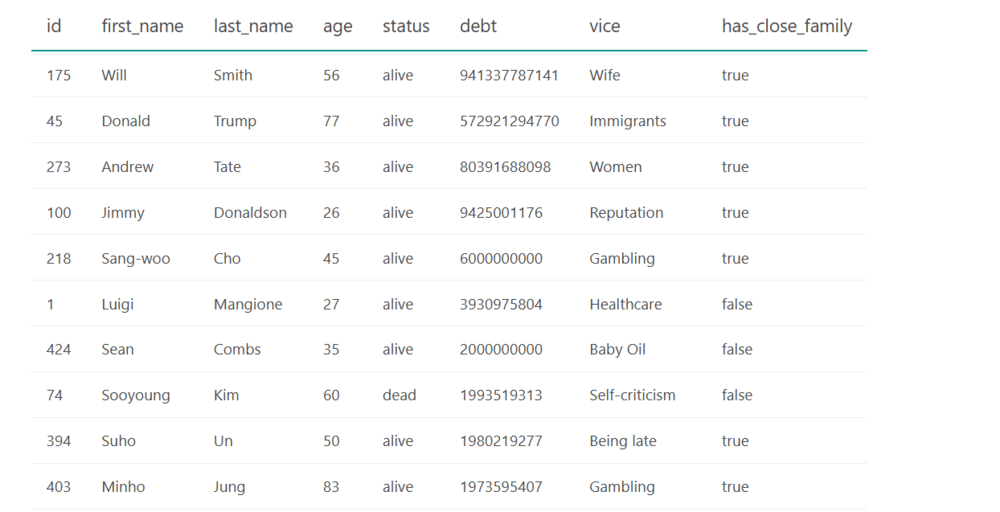 id first_name last_name age status debt vice has_close_family
175 Will Smith 56 alive 941337787141 Wife true
45 Donald Trump 77 alive 572921294770 Immigrants true
273 Andrew Tate 36 alive 80391688098 Women true
100 Jimmy Donaldson 26 alive 9425001176 Reputation true
218 Sang-woo Cho 45 alive 6000000000 Gambling true
1 Luigi Mangione 27 alive 3930975804 Healthcare false
424 Sean Combs 35 alive 2000000000 Baby Oil false
74 Sooyoung Kim 60 dead 1993519313 Self-criticism false
394 Suho Un 50 alive 1980219277 Being late true
403 Minho Jung 83 alive 1973595407 Gambling true